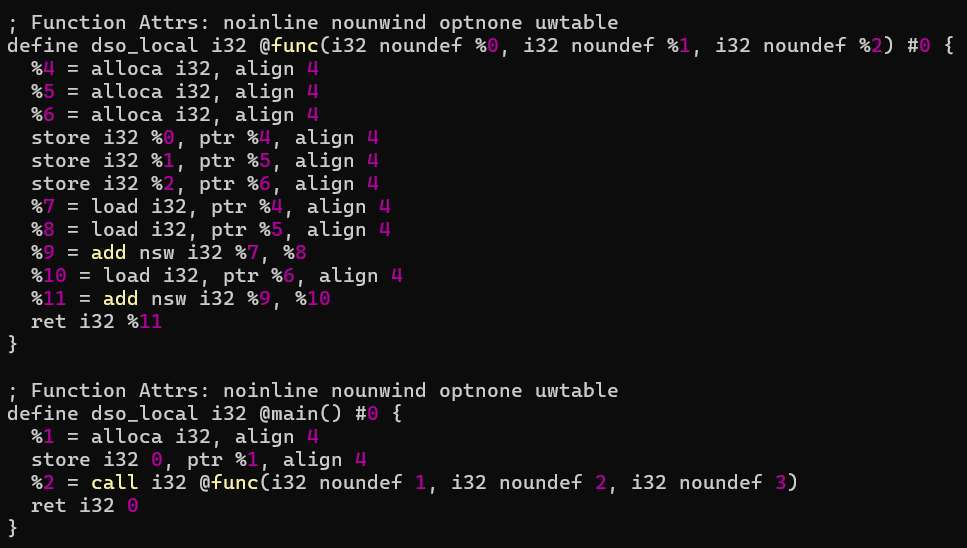 ; Function Attrs: noinline nounwind optnone uwtable
define dso_local i32 @func(i32 noundef %0, i32 noundef %1, i32 noundef %2) #0 {
  %4 = alloca i32, align 4
  %5 = alloca i32, align 4
  %6 = alloca i32, align 4
  store i32 %0, ptr %4, align 4
  store i32 %1, ptr %5, align 4
  store i32 %2, ptr %6, align 4
  %7 = load i32, ptr %4, align 4
  %8 = load i32, ptr %5, align 4
  %9 = add nsw i32 %7, %8
  %10 = load i32, ptr %6, align 4
  %11 = add nsw i32 %9, %10
  ret i32 %11
}

; Function Attrs: noinline nounwind optnone uwtable
define dso_local i32 @main() #0 {
  %1 = alloca i32, align 4
  store i32 0, ptr %1, align 4
  %2 = call i32 @func(i32 noundef 1, i32 noundef 2, i32 noundef 3)
  ret i32 0
}